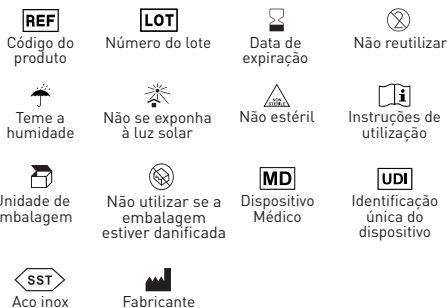 REF
LOT
Código do
produto
Número do lote
Data de
expiração
2
Não reutilizar
Teme a
humidade
Não se exponha
à luz solar
NON
STERILE
Não estéril
i
Instruções de
utilização
Unidade de
mbalagem
Não utilizar se a
embalagem
estiver danificada
MD
Dispositivo
Médico
UDI
Identificação
única do
dispositivo
SST
Aço inox
Fabricante